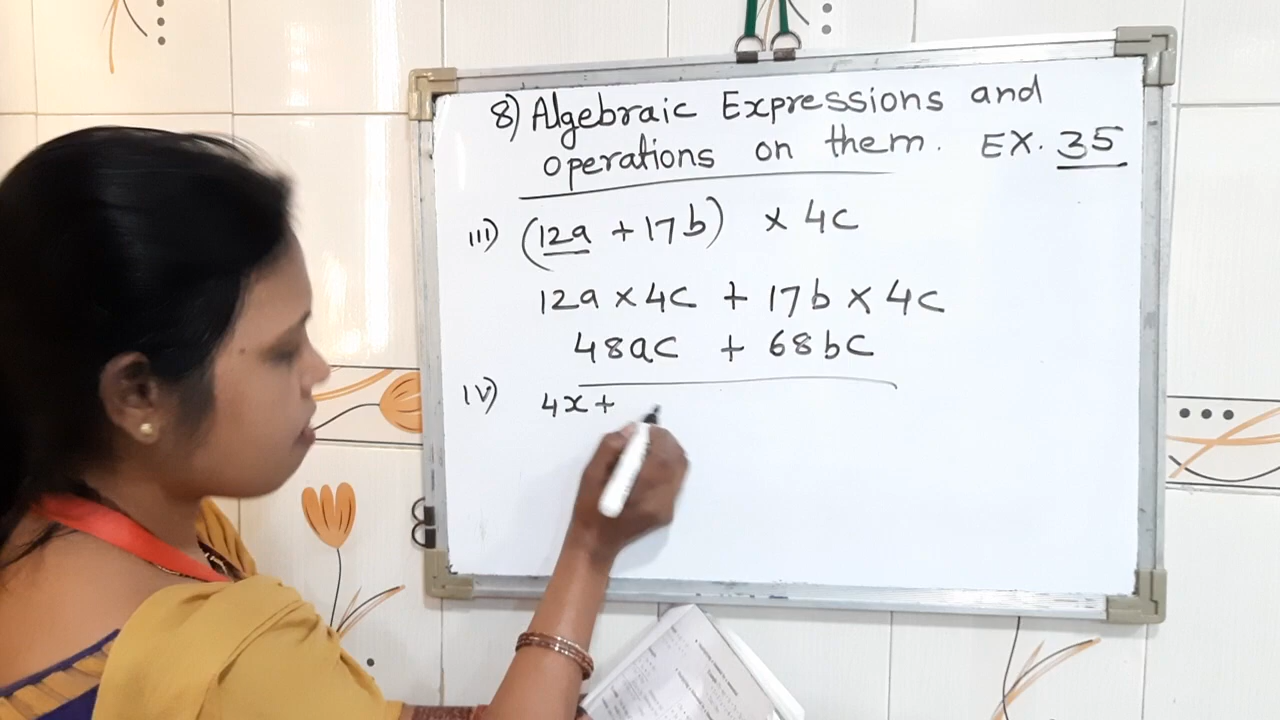 8) Algebraic Expressions and
operations on them. EX. 35
iii) (12a + 17b) × 4c
12a × 4c + 17b × 4c
48ac + 68bc
iv) 4x +